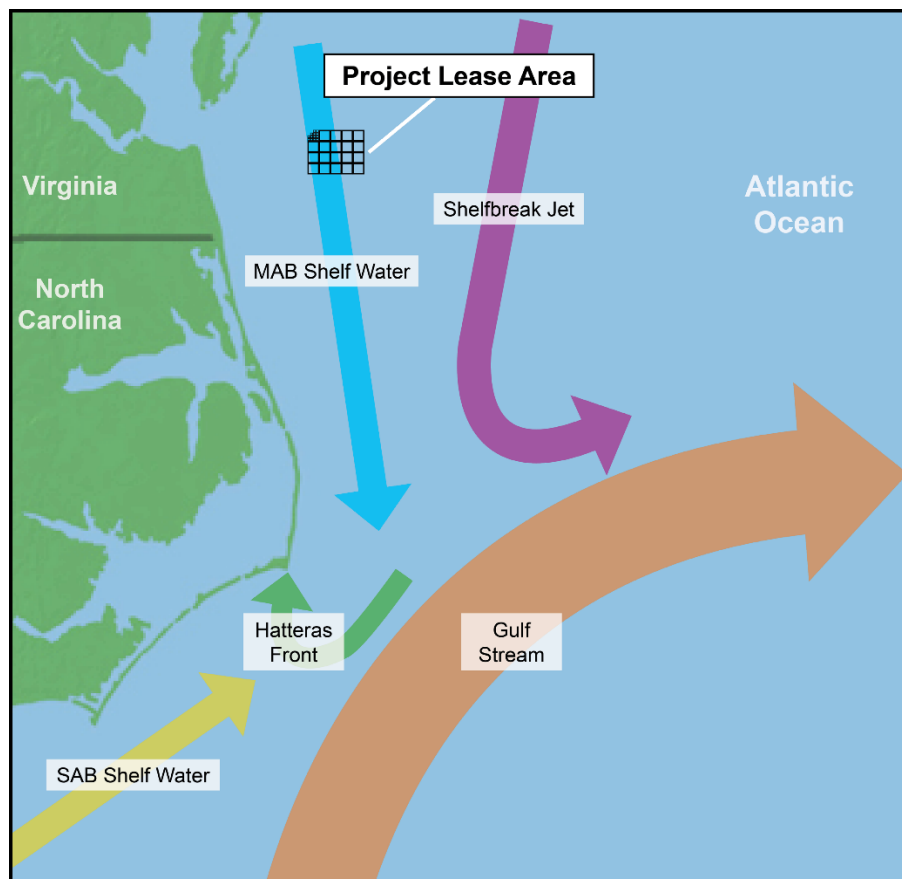 Project Lease Area
Virginia
Shelfbreak Jet
Atlantic
Ocean
MAB Shelf Water
North
Carolina
Hatteras
Front
Gulf
Stream
SAB Shelf Water